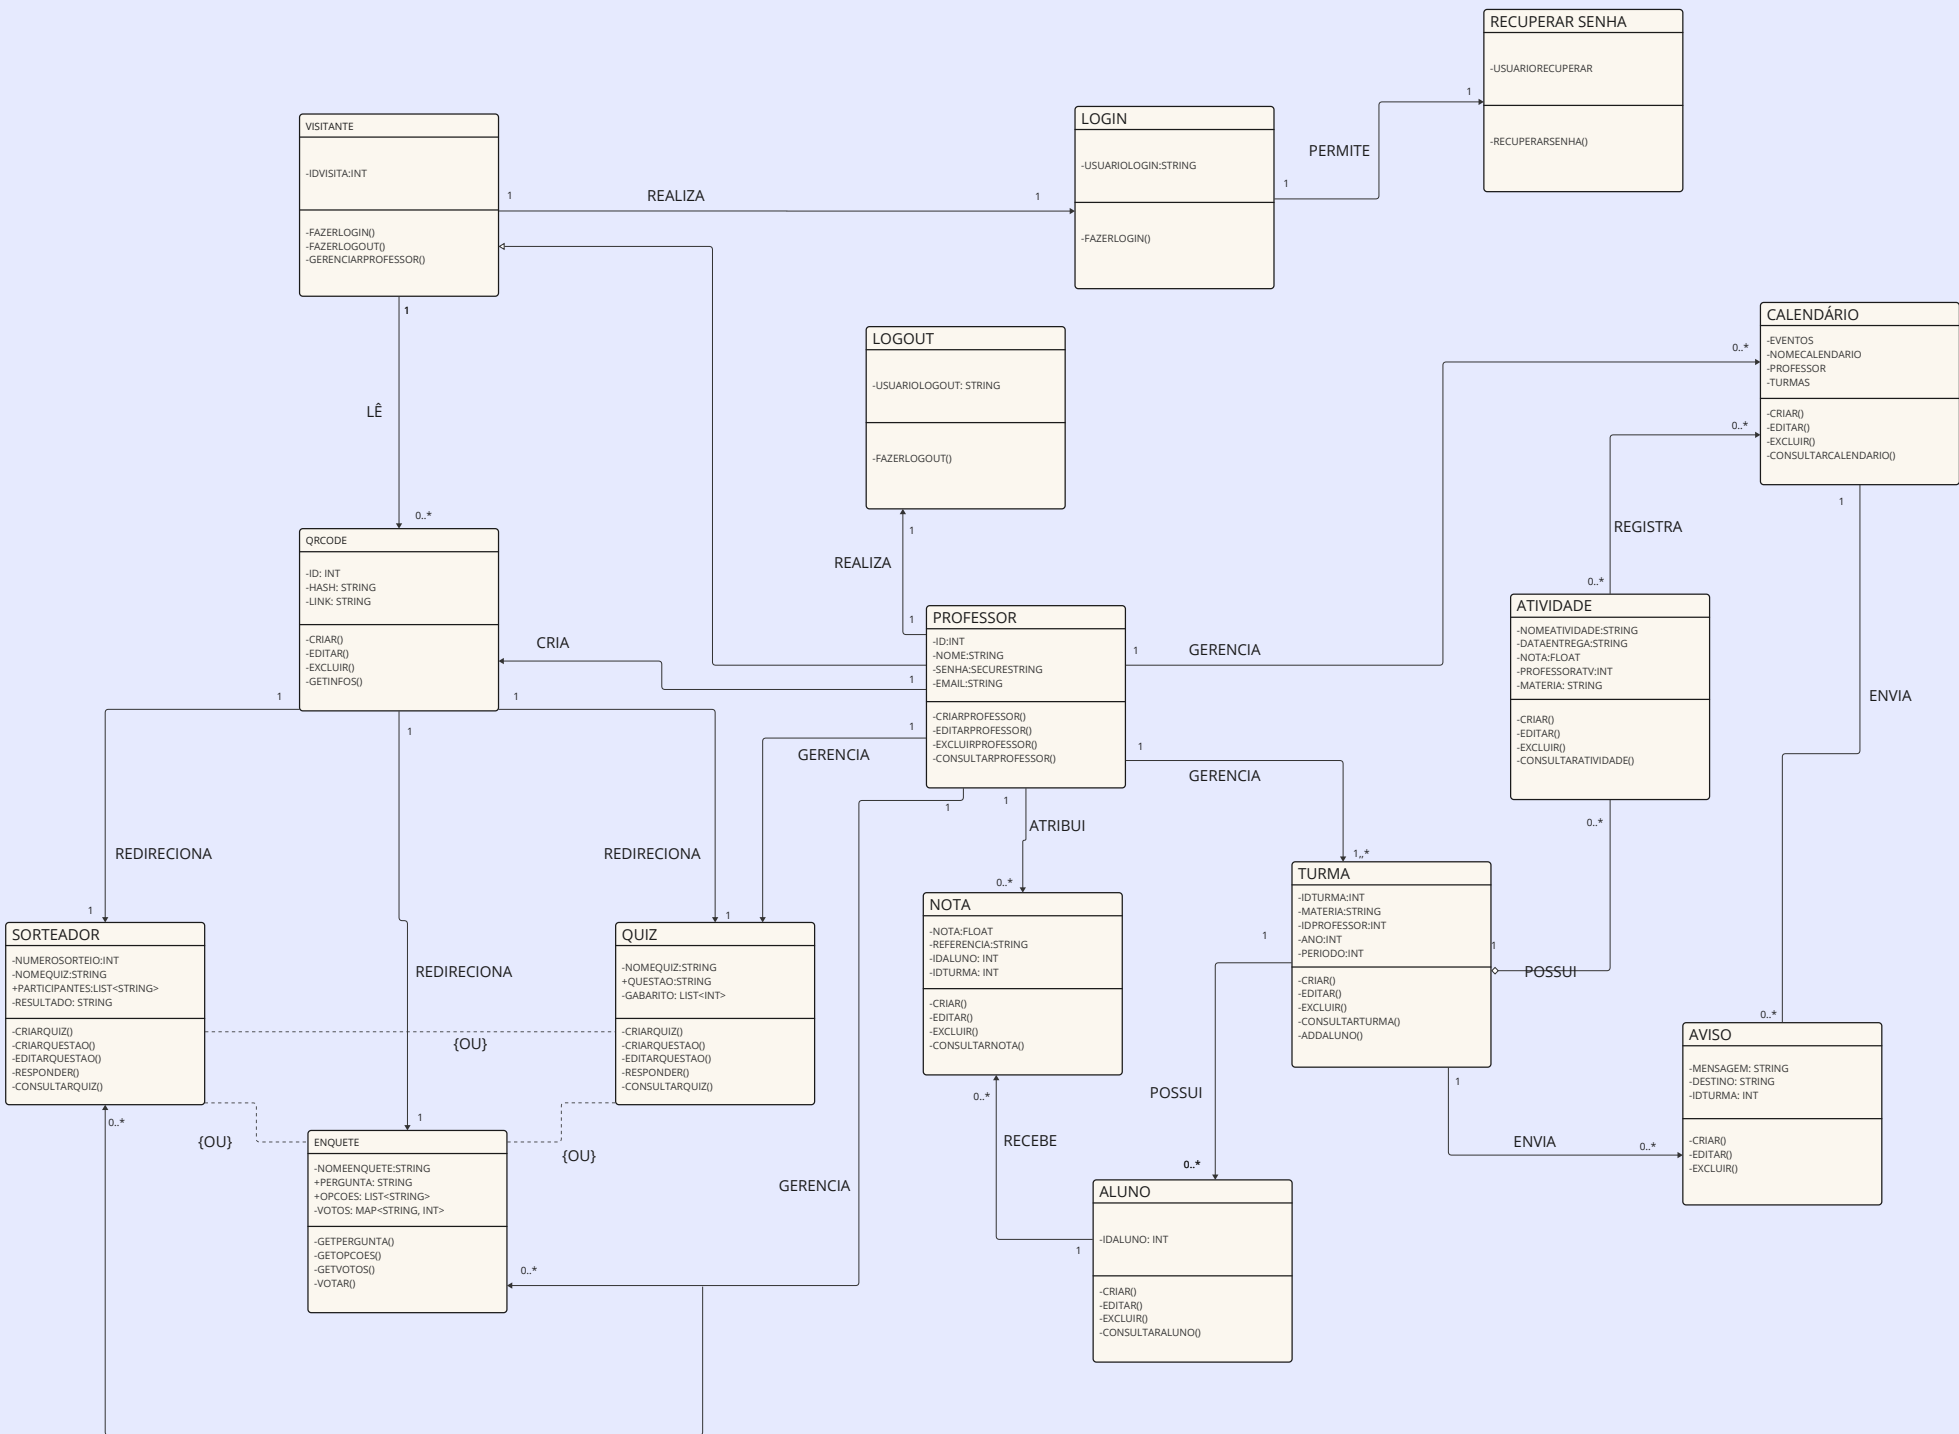 RECUPERAR SENHA
-USUARIORECUPERAR
-RECUPERARSENHA()
1
PERMITE
1
LOGIN
-USUARIOLOGIN:STRING
-FAZERLOGIN()
VISITANTE
-IDVISITA:INT
-FAZERLOGIN()
-FAZERLOGOUT()
-GERENCIARPROFESSOR()
1
REALIZA
1
1
LÊ
0..*
LOGOUT
-USUARIOLOGOUT: STRING
-FAZERLOGOUT()
1
REALIZA
1
CALENDÁRIO
-EVENTOS
-NOMECALENDARIO
-PROFESSOR
-TURMAS
-CRIAR()
-EDITAR()
-EXCLUIR()
-CONSULTARCALENDARIO()
0..*
0..*
1
REGISTRA
0..*
ENVIA
QRCODE
-ID: INT
-HASH: STRING
-LINK: STRING
-CRIAR()
-EDITAR()
-EXCLUIR()
-GETINFOS()
CRIA
1
PROFESSOR
-ID:INT
-NOME:STRING
-SENHA:SECURESTRING
-EMAIL:STRING
-CRIARPROFESSOR()
-EDITARPROFESSOR()
-EXCLUIRPROFESSOR()
-CONSULTARPROFESSOR()
1
GERENCIA
ATIVIDADE
-NOMEATIVIDADE:STRING
-DATAENTREGA:STRING
-NOTA:FLOAT
-PROFESSORATV:INT
-MATERIA: STRING
-CRIAR()
-EDITAR()
-EXCLUIR()
-CONSULTARATIVIDADE()
1
1
1
1
GERENCIA
1
GERENCIA
1
1
ATRIBUI
0..*
REDIRECIONA
REDIRECIONA
1,,*
0..*
1
1
REDIRECIONA
SORTEADOR
-NUMEROSORTEIO:INT
-NOMEQUIZ:STRING
+PARTICIPANTES:LIST<STRING>
-RESULTADO: STRING
-CRIARQUIZ()
-CRIARQUESTAO()
-EDITARQUESTAO()
-RESPONDER()
-CONSULTARQUIZ()
QUIZ
-NOMEQUIZ:STRING
+QUESTAO:STRING
-GABARITO: LIST<INT>
-CRIARQUIZ()
-CRIARQUESTAO()
-EDITARQUESTAO()
-RESPONDER()
-CONSULTARQUIZ()
{OU}
NOTA
-NOTA:FLOAT
-REFERENCIA:STRING
-IDALUNO: INT
-IDTURMA: INT
-CRIAR()
-EDITAR()
-EXCLUIR()
-CONSULTARNOTA()
TURMA
-IDTURMA:INT
-MATERIA:STRING
-IDPROFESSOR:INT
-ANO:INT
-PERIODO:INT
-CRIAR()
-EDITAR()
-EXCLUIR()
-CONSULTARTURMA()
-ADDALUNO()
1
1
POSSUI
0..*
AVISO
-MENSAGEM: STRING
-DESTINO: STRING
-IDTURMA: INT
-CRIAR()
-EDITAR()
-EXCLUIR()
1
ENVIA
0..*
0..*
{OU}
1
{OU}
ENQUETE
-NOMEENQUETE:STRING
+PERGUNTA: STRING
+OPCOES: LIST<STRING>
-VOTOS: MAP<STRING, INT>
-GETPERGUNTA()
-GETOPCOES()
-GETVOTOS()
-VOTAR()
0..*
GERENCIA
0..*
RECEBE
1
POSSUI
0..*
ALUNO
-IDALUNO: INT
-CRIAR()
-EDITAR()
-EXCLUIR()
-CONSULTARALUNO()